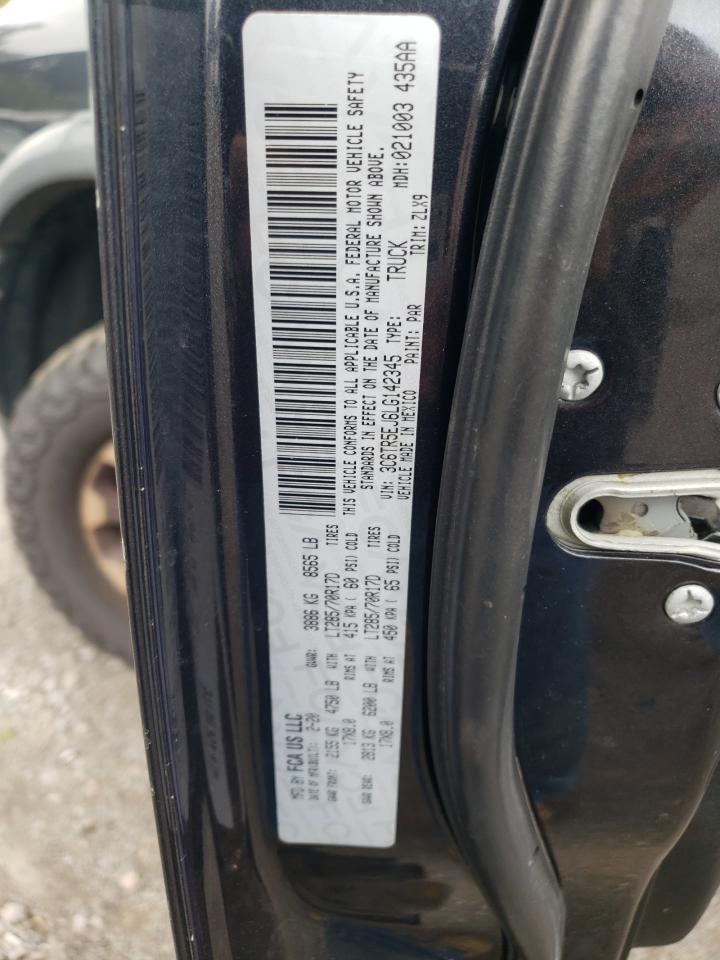 MFD BY FCA US LLC
DATE OF MFR(BUILT): 2-20 GVWR: 3886 KG 8565 LB
GAWR FRONT: 2155 KG 4750 LB WITH LT285/70R17D TIRES
17X8.0 RIMS AT 415 KPA ( 60 PSI) COLD
GAWR REAR: 2813 KG 6200 LB WITH LT285/70R17D TIRES
17X8.0 RIMS AT 450 KPA ( 65 PSI) COLD
THIS VEHICLE CONFORMS TO ALL APPLICABLE U.S.A. FEDERAL MOTOR VEHICLE SAFETY
STANDARDS IN EFFECT ON THE DATE OF MANUFACTURE SHOWN ABOVE.
VIN: 3C6TR5EJ6LG142345 TYPE: TRUCK MDH:021003 435AA
VEHICLE MADE IN MEXICO PAINT: PAR TRIM: ZLX9